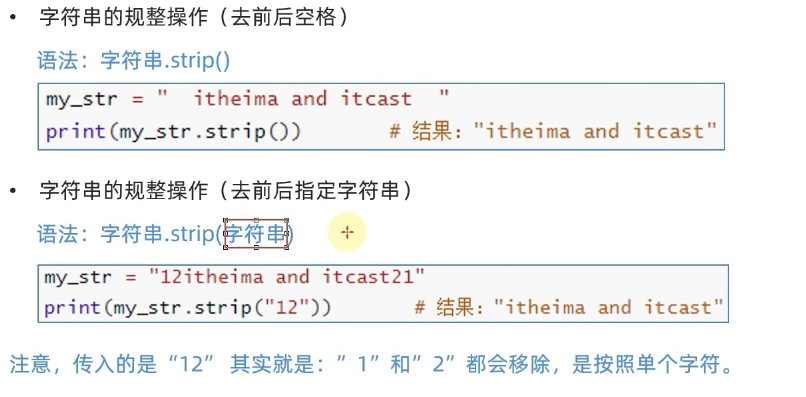 • 字符串的规整操作（去前后空格）
语法：字符串.strip()
my_str = "  itheima and itcast  "
print(my_str.strip())        # 结果："itheima and itcast"
• 字符串的规整操作（去前后指定字符串）
语法：字符串.strip(字符串)
my_str = "12itheima and itcast21"
print(my_str.strip("12"))        # 结果："itheima and itcast"
注意，传入的是“12” 其实就是：”1”和”2”都会移除，是按照单个字符。